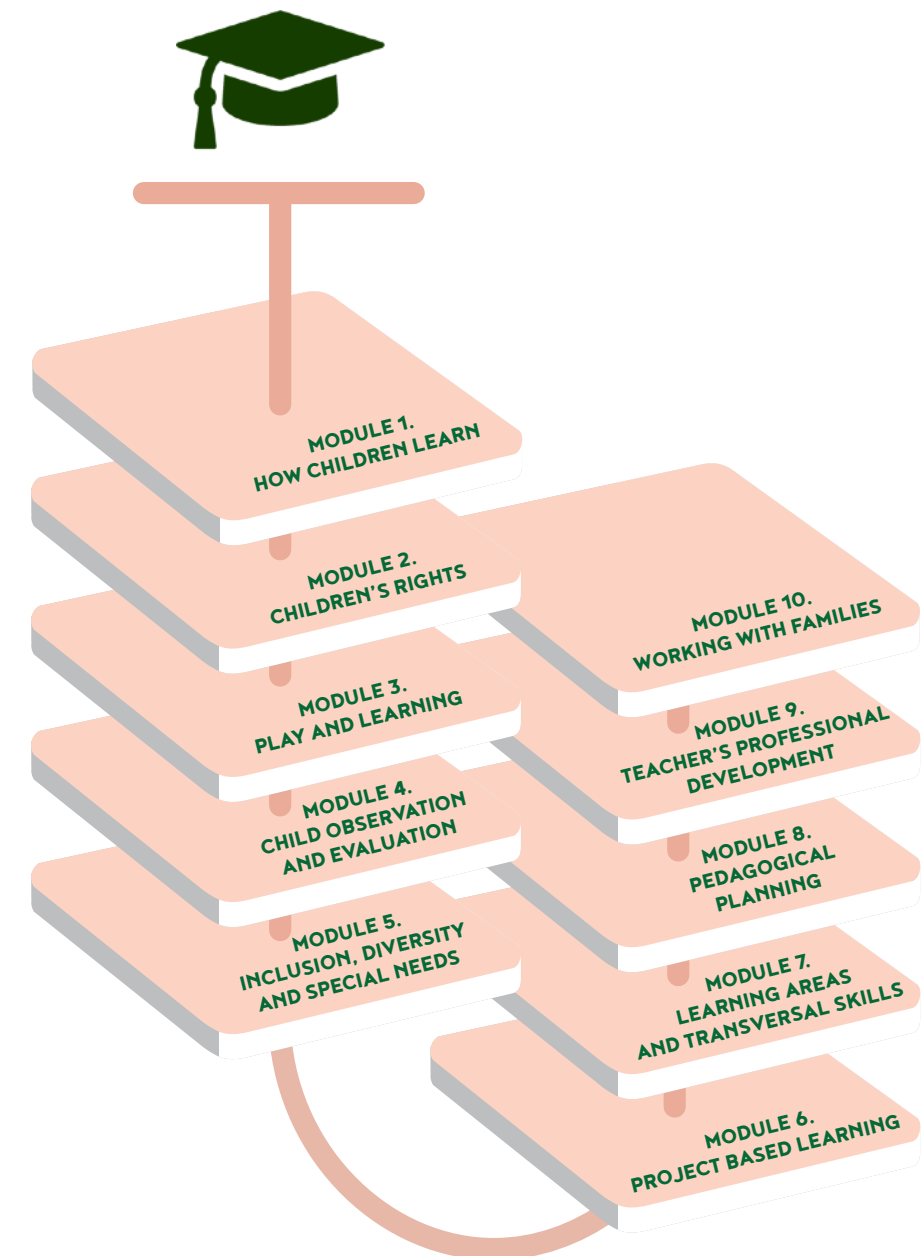 MODULE 1.
HOW CHILDREN LEARN
MODULE 2.
CHILDREN'S RIGHTS
MODULE 3.
PLAY AND LEARNING
MODULE 4.
CHILD OBSERVATION
AND EVALUATION
MODULE 5.
INCLUSION, DIVERSITY
AND SPECIAL NEEDS
MODULE 10.
WORKING WITH FAMILIES
MODULE 9.
TEACHER'S PROFESSIONAL
DEVELOPMENT
MODULE 8.
PEDAGOGICAL
PLANNING
MODULE 7.
LEARNING AREAS
AND TRANSVERSAL SKILLS
MODULE 6.
PROJECT BASED LEARNING